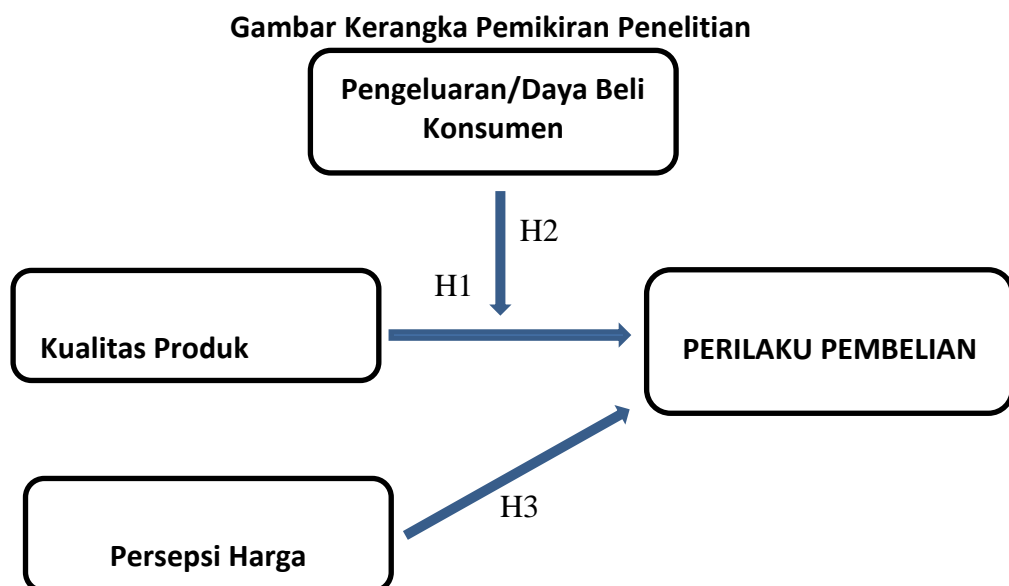 Gambar Kerangka Pemikiran Penelitian
Pengeluaran/Daya Beli
Konsumen
H2
H1
Kualitas Produk
PERILAKU PEMBELIAN
H3
Persepsi Harga